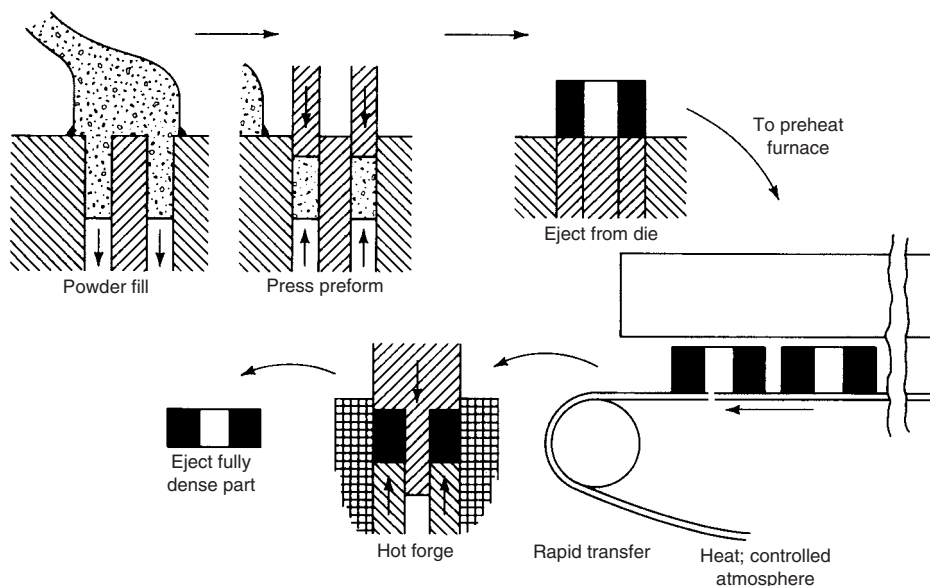 To preheat
furnace
Powder fill
Press preform
Eject from die
Eject fully
dense part
Hot forge
Rapid transfer
Heat; controlled
atmosphere